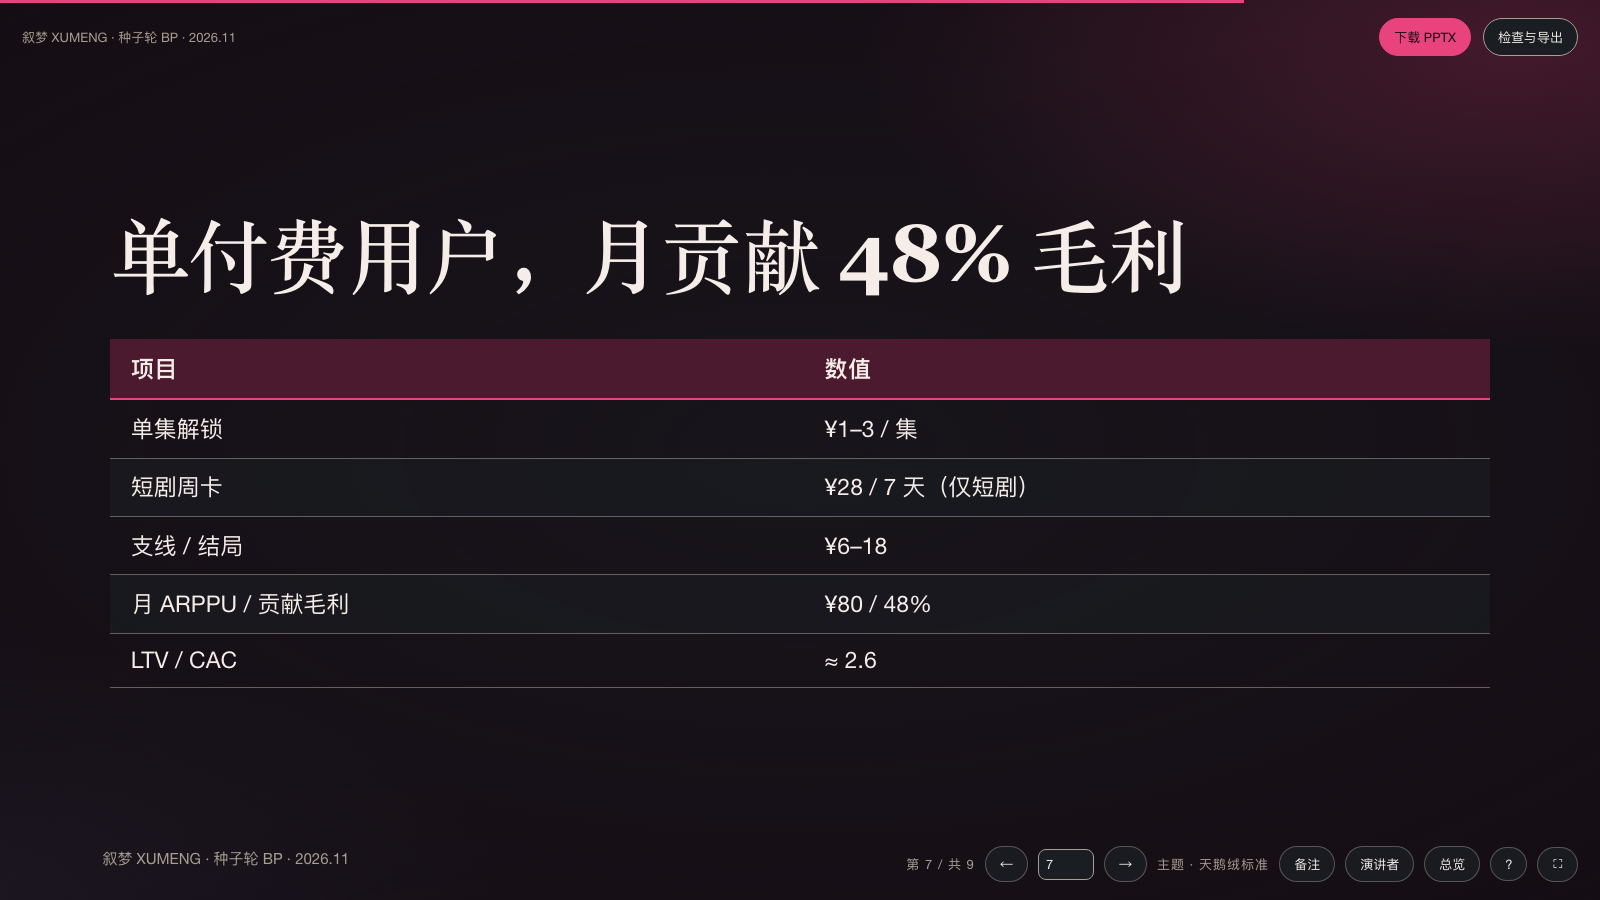 叙梦 XUMENG · 种子轮 BP · 2026.11
下载 PPTX
检查与导出
单付费用户，月贡献 48% 毛利
项目 数值
单集解锁 ¥1–3 / 集
短剧周卡 ¥28 / 7 天（仅短剧）
支线 / 结局 ¥6–18
月 ARPPU / 贡献毛利 ¥80 / 48%
LTV / CAC ≈ 2.6
叙梦 XUMENG · 种子轮 BP · 2026.11
第 7 / 共 9 ← 7 → 主题 · 天鹅绒标准 备注 演讲者 总览 ?